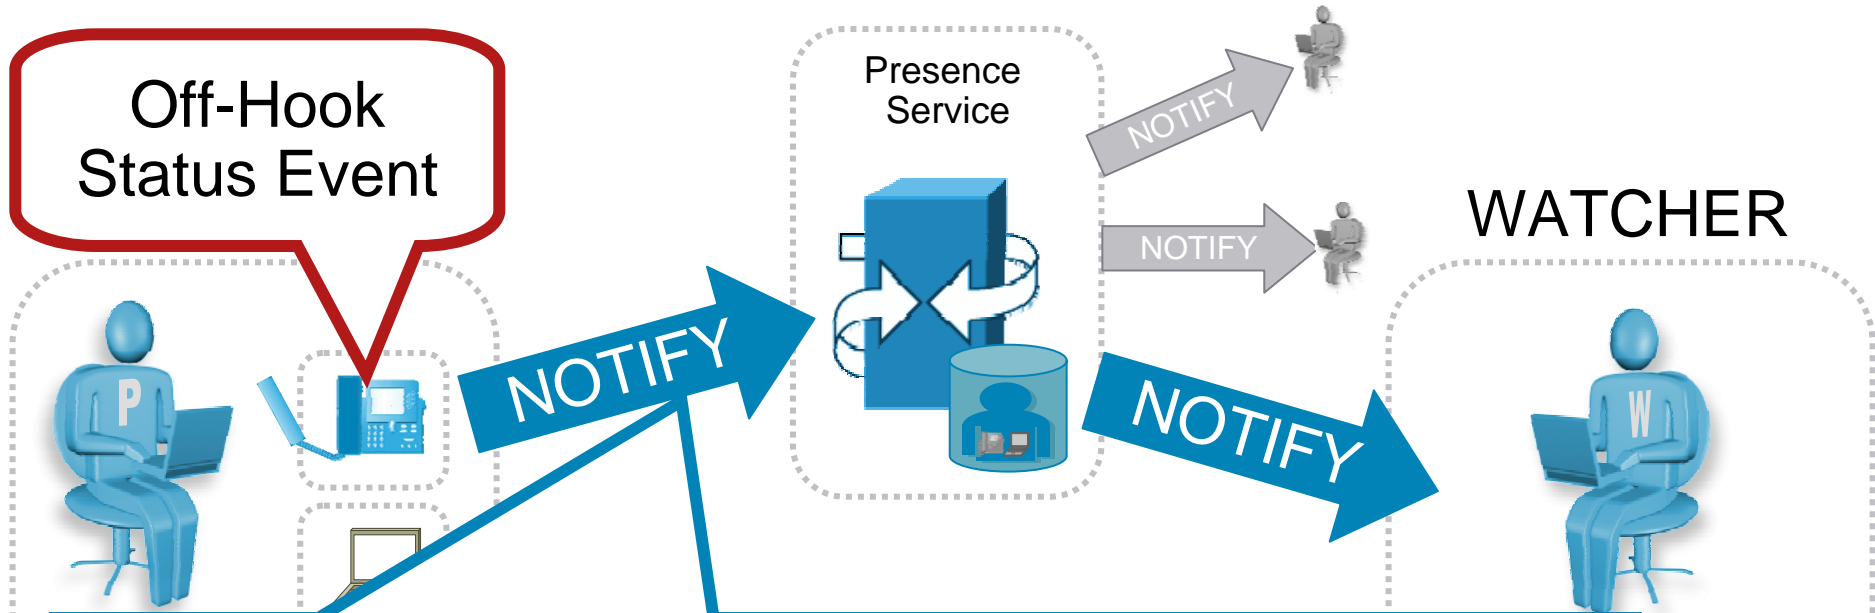 Off-Hook
Status Event
Presence
Service
NOTIFY
NOTIFY
WATCHER
NOTIFY
NOTIFY
P
W